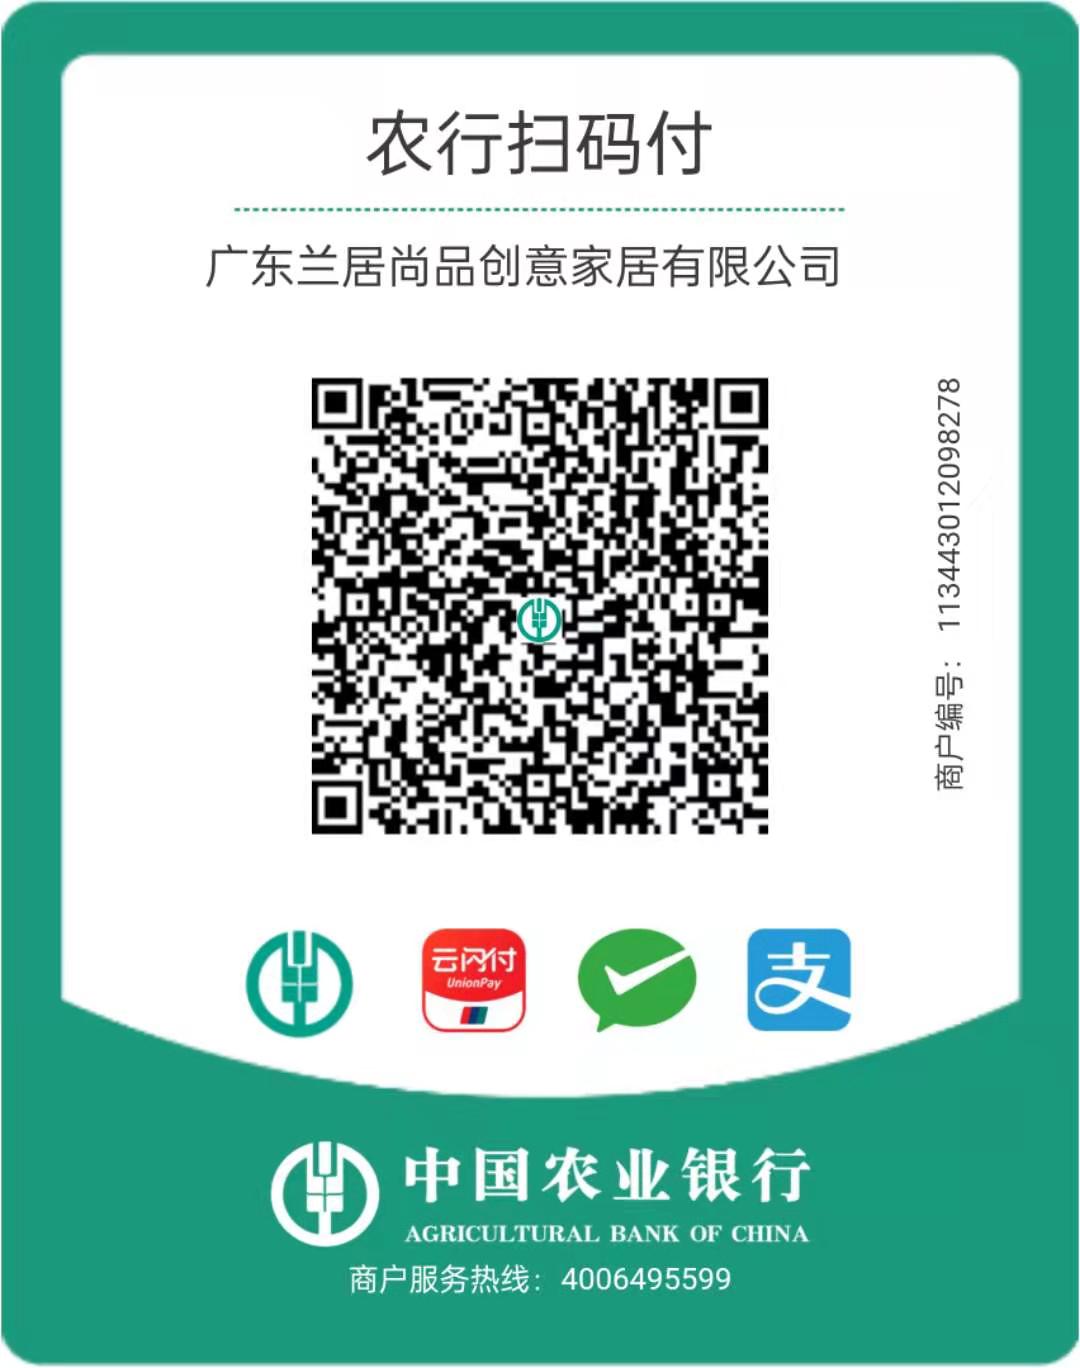 农行扫码付
广东兰居尚品创意家居有限公司
商户编号： 113443012098278
云闪付
UnionPay
支
中国农业银行
AGRICULTURAL BANK OF CHINA
商户服务热线：4006495599